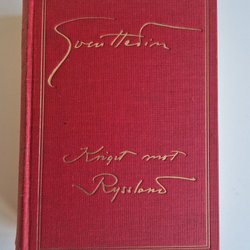 Sven Hedin
Kriget mot
Ryssland